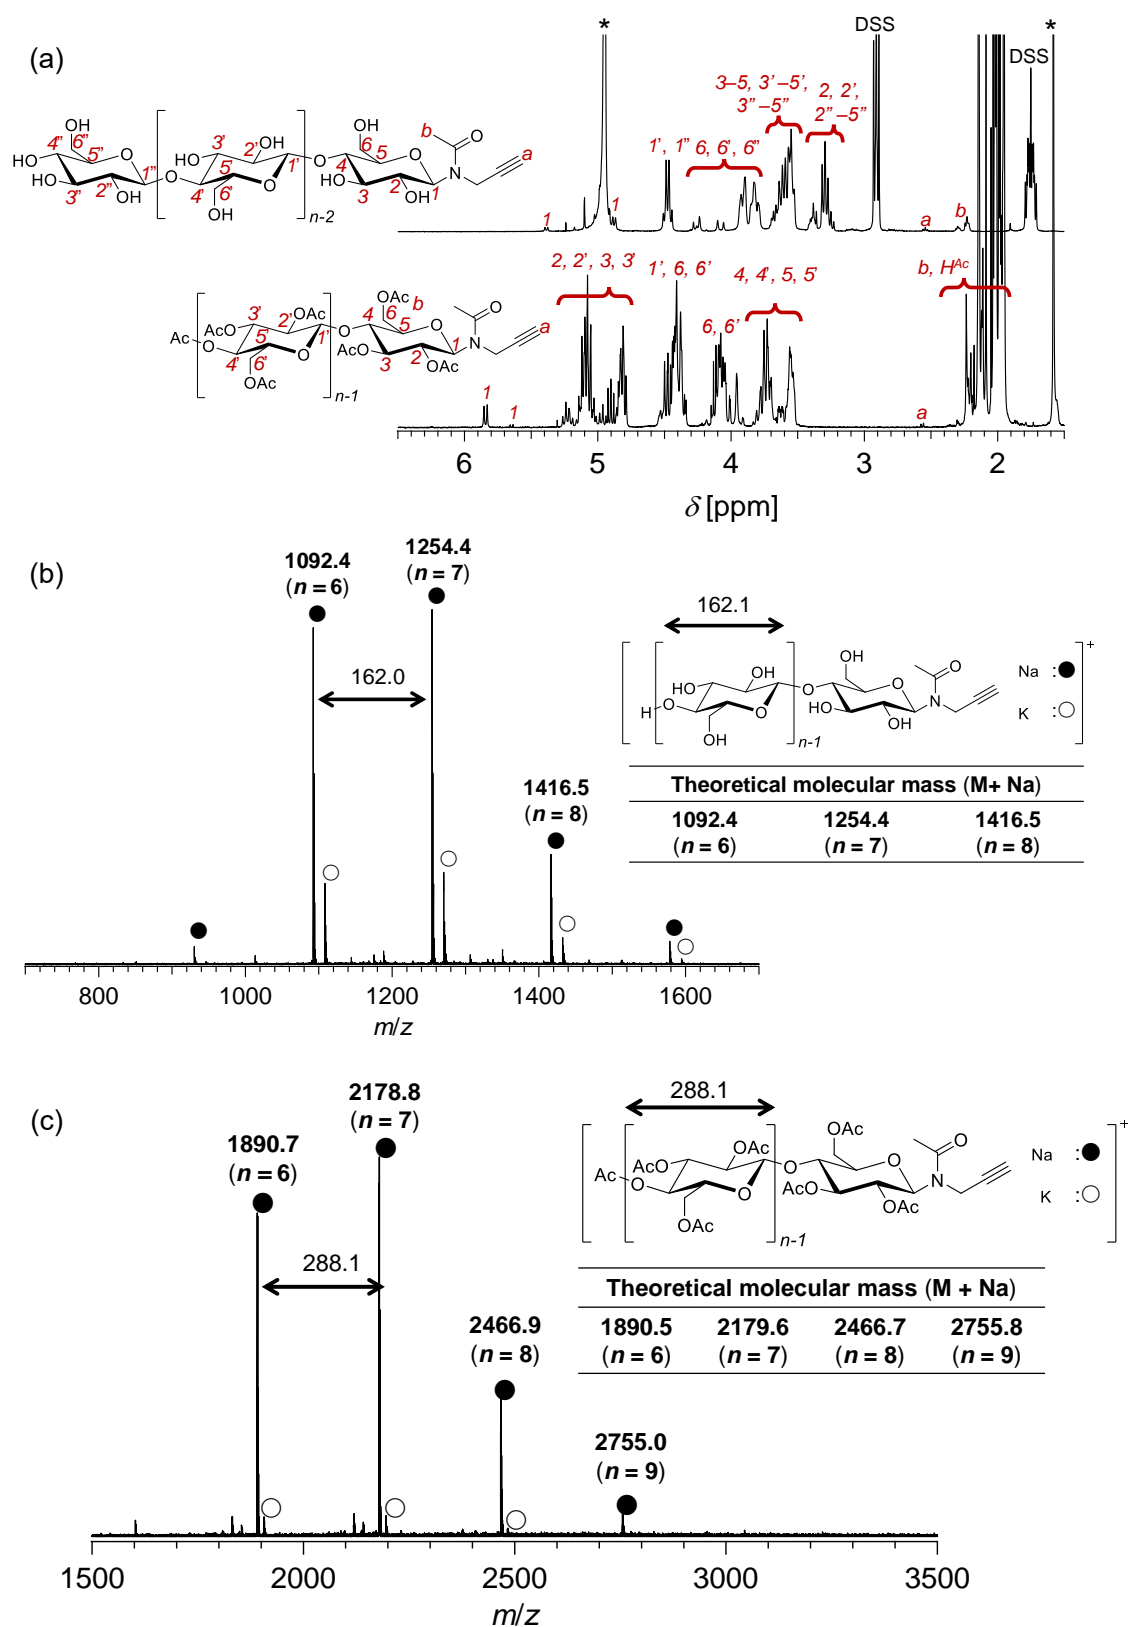 (a)
*
DSS
DSS
*
3–5, 3' –5',
3'' –5''
2, 2',
2'' –5''
1', 1''
6, 6', 6''
1
1
a
b
OH
6''
4''
HO
5''
HO
3''
2''
OH
1''
3'
HO
2'
OH
1'
5'
O
4'
6'
OH
n-2
OH
6
5
O
4
HO
3
2
OH
1
b
O
N
a
2, 2', 3, 3'
1', 6, 6'
6, 6'
4, 4', 5, 5'
b, HAc
1
1
a
OAc
b
6
4
5
O
AcO
3
2
OAc
1
O
N
a
3'
AcO
2'
OAc
1'
Ac
O
5'
O
4'
6'
OAc
n-1
6
5
4
3
2
δ [ppm]
(b)
1092.4
(n = 6)
1254.4
(n = 7)
162.0
1416.5
(n = 8)
162.1
HO
OH
O
H
O
OH
n-1
OH
O
HO
OH
N
O
+
Na :
K :
Theoretical molecular mass (M+ Na)
1092.4 1254.4 1416.5
(n = 6) (n = 7) (n = 8)
800
1000
1200
1400
1600
m/z
(c)
1890.7
(n = 6)
2178.8
(n = 7)
288.1
2466.9
(n = 8)
2755.0
(n = 9)
288.1
AcO
OAc
O
Ac
O
OAc
n-1
OAc
O
AcO
OAc
N
O
+
Na :
K :
Theoretical molecular mass (M + Na)
1890.5 2179.6 2466.7 2755.8
(n = 6) (n = 7) (n = 8) (n = 9)
1500
2000
2500
3000
3500
m/z